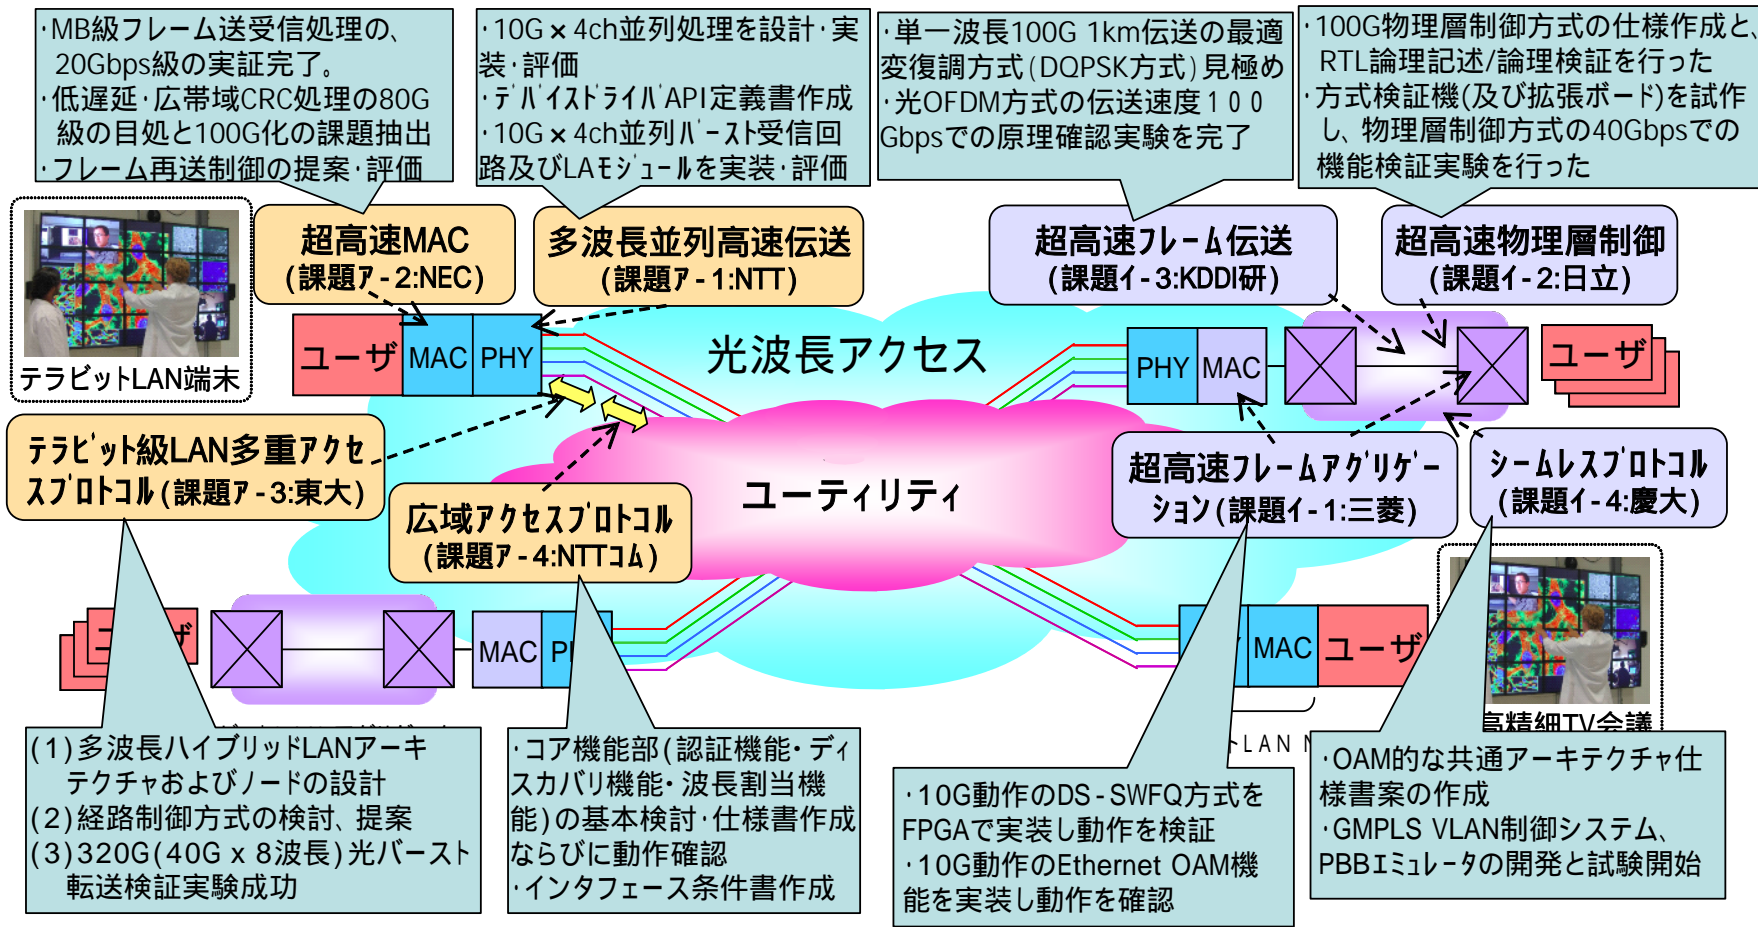 ･MB級フレーム送受信処理の、
20Gbps級の実証完了。
･低遅延･広帯域CRC処理の80G
級の目処と100G化の課題抽出
･フレーム再送制御の提案･評価
･10G×4ch並列処理を設計･実
装･評価
･ﾃﾞﾊﾞｲｽﾄﾞﾗｲﾊﾞAPI定義書作成
･10G×4ch並列ﾊﾞｰｽﾄ受信回
路及びLAﾓｼﾞｭｰﾙを実装･評価
･単一波長100G 1km伝送の最適
変復調方式(DQPSK方式)見極め
･光OFDM方式の伝送速度１００
Gbpsでの原理確認実験を完了
･100G物理層制御方式の仕様作成と、
RTL論理記述/論理検証を行った
･方式検証機(及び拡張ボード)を試作
し、物理層制御方式の40Gbpsでの
機能検証実験を行った
テラビットLAN端末
超高速MAC
(課題ｱ-2:NEC)
多波長並列高速伝送
(課題ｱ-1:NTT)
超高速ﾌﾚｰﾑ伝送
(課題ｲ-3:KDDI研)
超高速物理層制御
(課題ｲ-2:日立)
ユーザ MAC PHY
光波長アクセス
PHY MAC
ユーザ
ﾃﾗﾋﾞｯﾄ級LAN多重ｱｸｾ
ｽﾌﾟﾛﾄｺﾙ(課題ｱ-3:東大)
広域ｱｸｾｽﾌﾟﾛﾄｺﾙ
(課題ｱ-4:NTTｺﾑ)
ユーティリティ
超高速ﾌﾚｰﾑｱｸﾞﾘｹﾞｰ
ｼｮﾝ(課題ｲ-1:三菱)
ｼｰﾑﾚｽﾌﾟﾛﾄｺﾙ
(課題ｲ-4:慶大)
ユーザ
MAC P
MAC ユーザ
高精細TV会議
LAN N
(1)多波長ハイブリッドLANアーキ
テクチャおよびノードの設計
(2)経路制御方式の検討、提案
(3)320G(40G x 8波長)光バースト
転送検証実験成功
･コア機能部(認証機能・ディ
スカバリ機能・波長割当機
能)の基本検討･仕様書作成
ならびに動作確認
･インタフェース条件書作成
･10G動作のDS-SWFQ方式を
FPGAで実装し動作を検証
･10G動作のEthernet OAM機
能を実装し動作を確認
･OAM的な共通アーキテクチャ仕
様書案の作成
･GMPLS VLAN制御システム、
PBBｴﾐｭﾚｰﾀの開発と試験開始